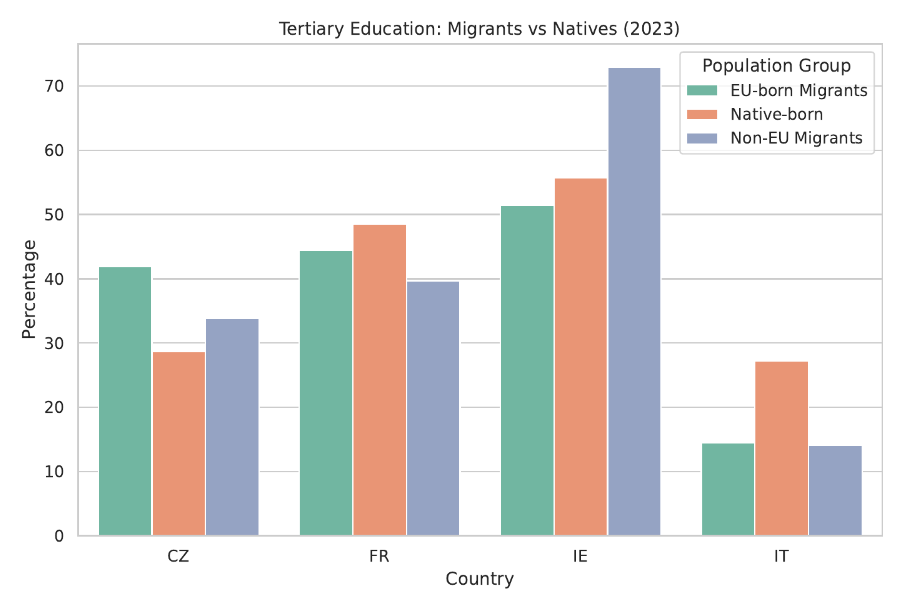 Tertiary Education: Migrants vs Natives (2023)
Population Group
EU-born Migrants
Native-born
Non-EU Migrants
Percentage
70
60
50
40
30
20
10
0
CZ
FR
IE
IT
Country